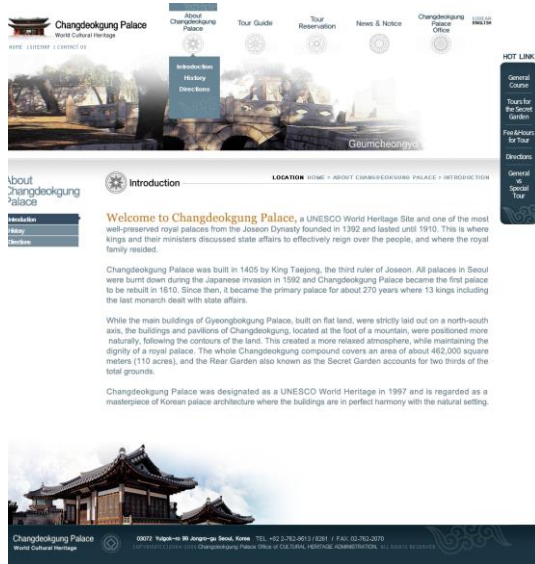 Changdeokgung Palace
World Cultural Heritage
HOME | SITEMAP | CONTACT US
About
Changdeokgung
Palace
Tour Guide
Tour
Reservation
News & Notice
Changdeokgung
Palace
Office
KOREAN
ENGLISH
Introduction
History
Directions
HOT LINK
General
Course
Tours for
the Secret
Garden
Fee&Hours
for Tour
Directions
General
vs
Special
Tour
Geumcheongyo
About
Changdeokgung
Palace
Introduction
History
Directions
Introduction
LOCATION HOME > ABOUT CHANGDEOKGUNG PALACE > INTRODUCTION
Welcome to Changdeokgung Palace, a UNESCO World Heritage Site and one of the most
well-preserved royal palaces from the Joseon Dynasty founded in 1392 and lasted until 1910. This is where
kings and their ministers discussed state affairs to effectively reign over the people, and where the royal
family resided.
Changdeokgung Palace was built in 1405 by King Taejong, the third ruler of Joseon. All palaces in Seoul
were burnt down during the Japanese invasion in 1592 and Changdeokgung Palace became the first palace
to be rebuilt in 1610. Since then, it became the primary palace for about 270 years where 13 kings including
the last monarch dealt with state affairs.
While the main buildings of Gyeongbokgung Palace, built on flat land, were strictly laid out on a north-south
axis, the buildings and pavilions of Changdeokgung, located at the foot of a mountain, were positioned more
naturally, following the contours of the land. This created a more relaxed atmosphere, while maintaining the
dignity of a royal palace. The whole Changdeokgung compound covers an area of about 462,000 square
meters (110 acres), and the Rear Garden also known as the Secret Garden accounts for two thirds of the
total grounds.
Changdeokgung Palace was designated as a UNESCO World Heritage in 1997 and is regarded as a
masterpiece of Korean palace architecture where the buildings are in perfect harmony with the natural setting.
Changdeokgung Palace
World Cultural Heritage
03072 Yulgok-ro 99 Jongro-gu Seoul, Korea TEL. +82 2-762-9513 / 8261 / FAX. 02-762-2070
Changdeokgung Palace Office of CULTURAL HERITAGE ADMINISTRATION. ALL RIGHTS RESERVED